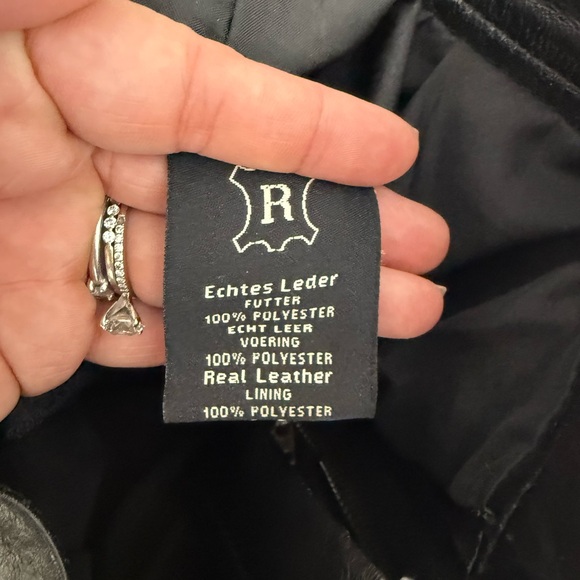 R
Echtes Leder
FUTTER
100% POLYESTER
ECHT LEER
VOERING
100% POLYESTER
Real Leather
LINING
100% POLYESTER